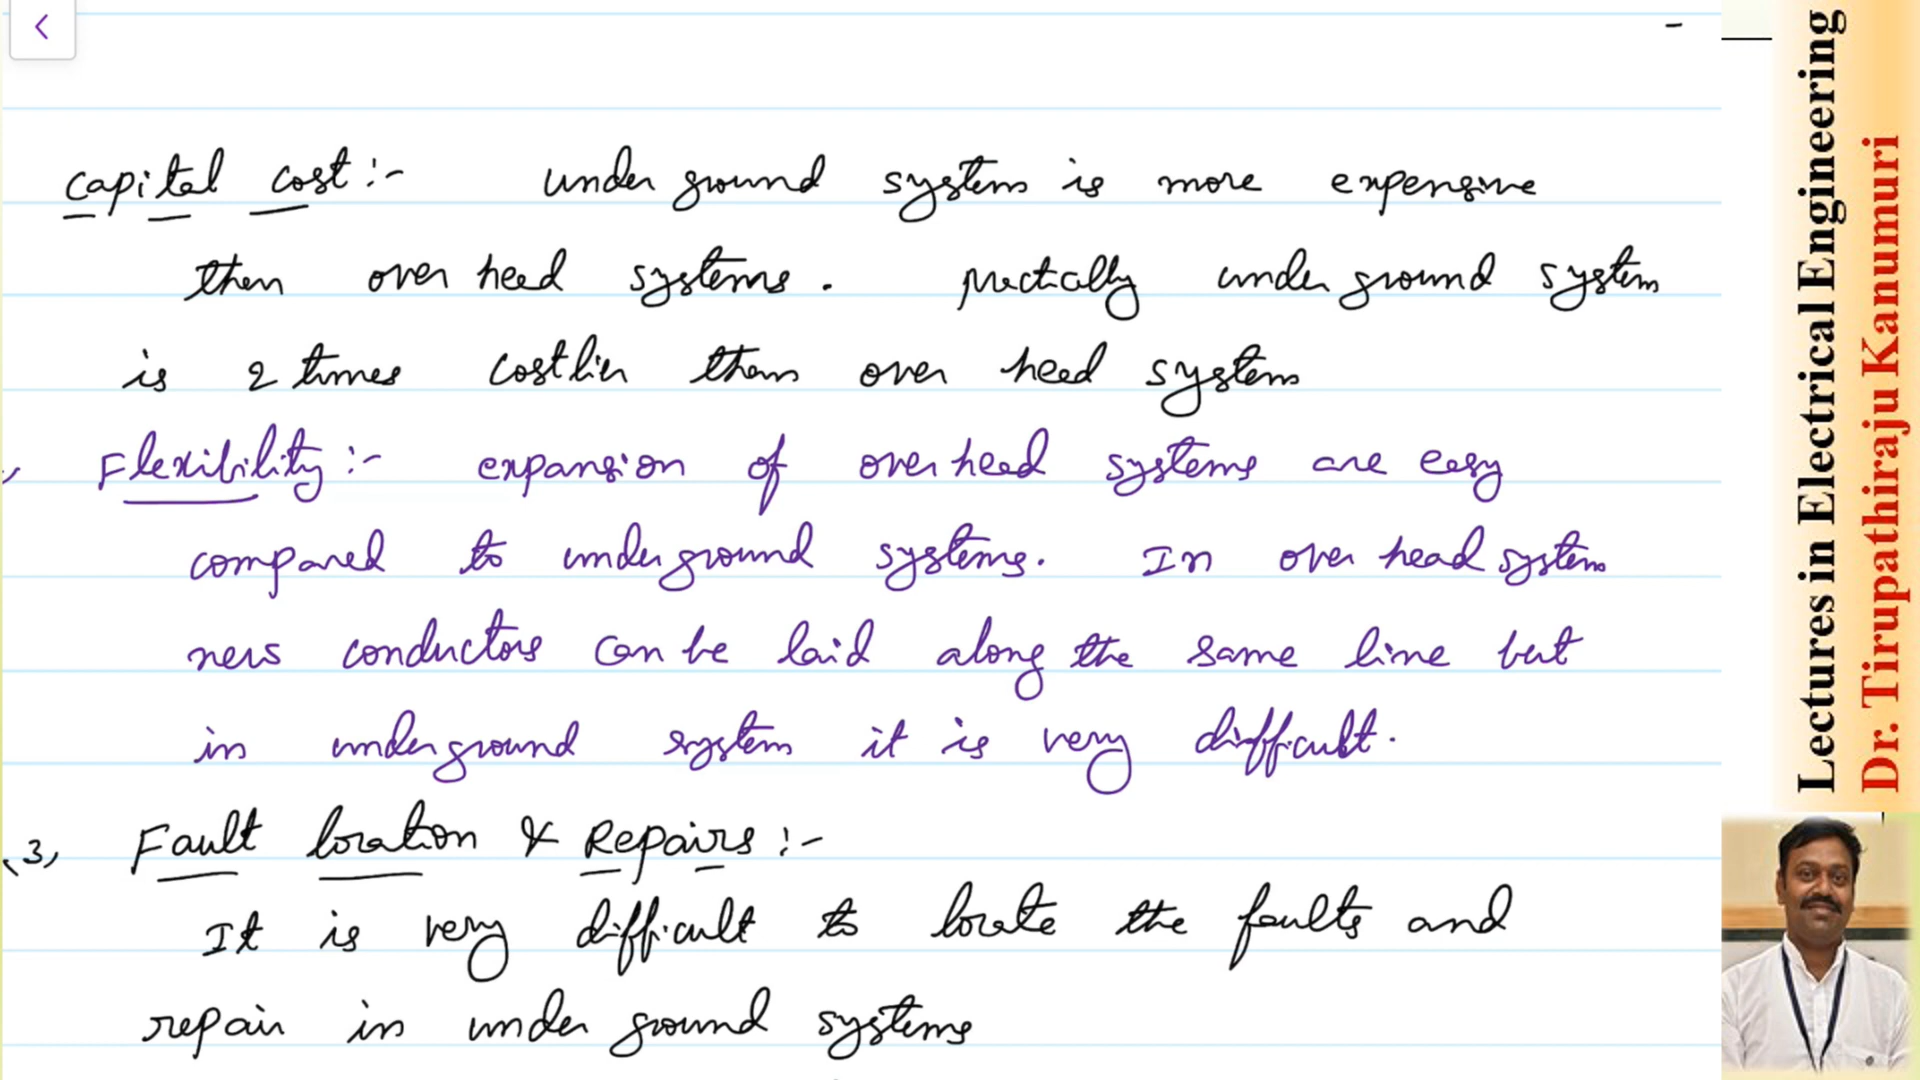 capital cost :- under ground system is more expensive
then over head systems. practically under ground system
is 2 times costlier than over head system
Flexibility :- expansion of over head systems are easy
compared to underground systems. In over head system
new conductors can be laid along the same line but
in underground system it is very difficult.
3, Fault location & Repairs :-
It is very difficult to locate the faults and
repair in under ground systems
Lectures in Electrical Engineering
Dr. Tirupathiraju Kanumuri